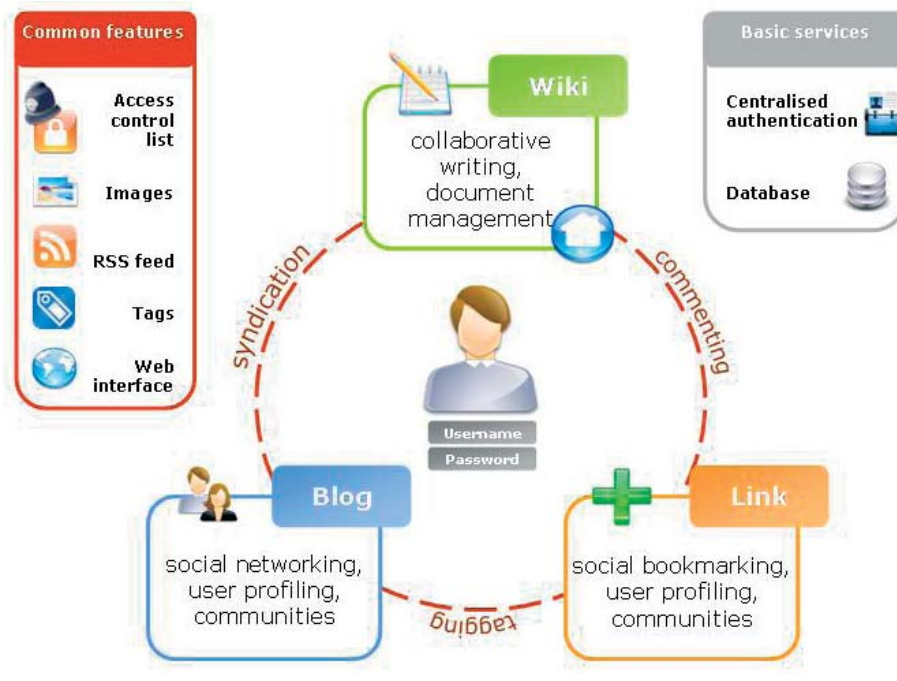 Common features
Access
control
list
Images
RSS feed
Tags
Web
interface
Wiki
collaborative
writing,
document
management
Basic services
Centralised
authentication
Database
syndication
commenting
Username
Password
Blog
social networking,
user profiling,
communities
tagging
Link
social bookmarking,
user profiling,
communities